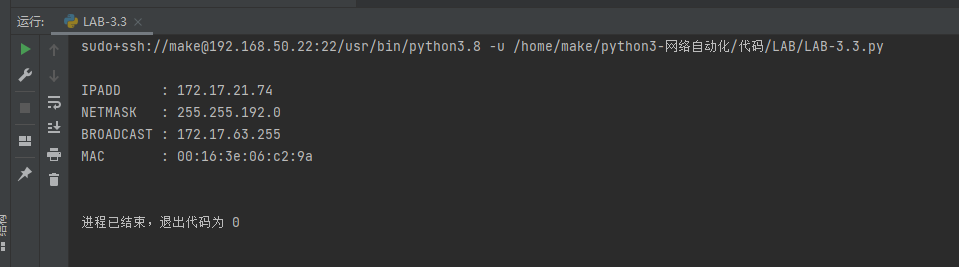 运行: LAB-3.3
sudo+ssh://make@192.168.50.22:22/usr/bin/python3.8 -u /home/make/python3-网络自动化/代码/LAB/LAB-3.3.py
IPADD : 172.17.21.74
NETMASK : 255.255.192.0
BROADCAST : 172.17.63.255
MAC : 00:16:3e:06:c2:9a
进程已结束，退出代码为 0
结构